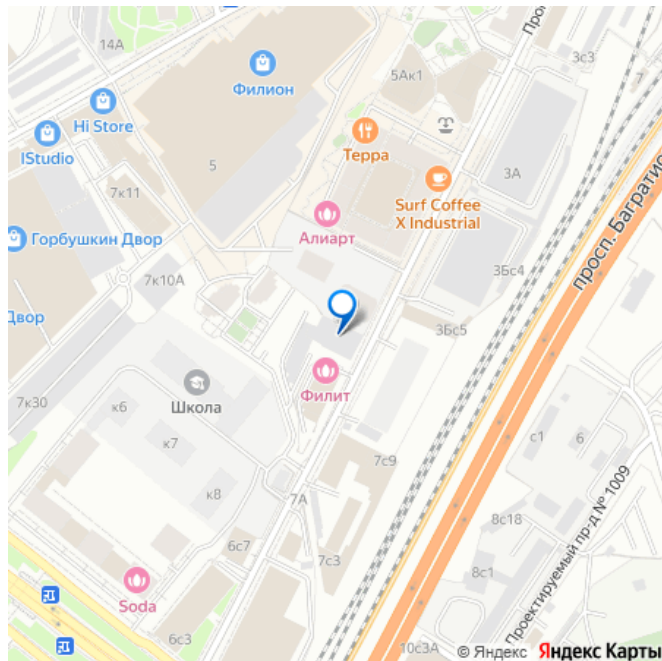 14А
Филион
Hi Store
IStudio
5
7к11
Горбушкин Двор
7к10А
Двор
7к30
5Ак1
Терра
Surf Coffee
X Industrial
Алиарт
3с3
7
3А
3Бс4
3Бс5
просп. Баграти
Филит
Школа
к6
к7
к8
7А
7с9
7с3
6с7
Soda
6с3
с1
6
8с18
8с1
10с3А
Проектируемый пр-д № 1009
© Яндекс Яндекс Карты